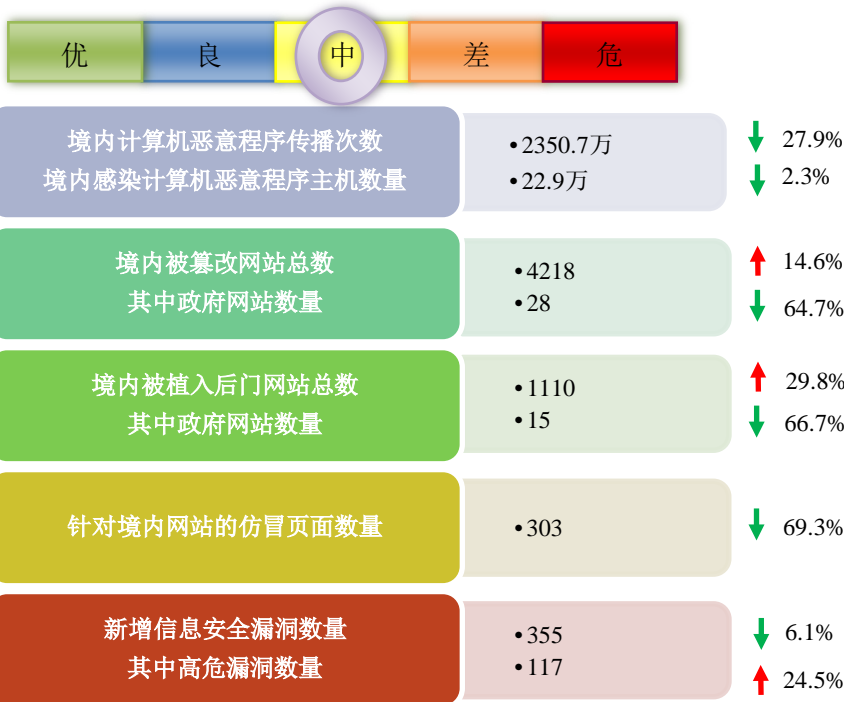 优 良 中 差 危
境内计算机恶意程序传播次数 •2350.7万 27.9%
境内感染计算机恶意程序主机数量 •22.9万 2.3%
境内被篡改网站总数 •4218 14.6%
其中政府网站数量 •28 64.7%
境内被植入后门网站总数 •1110 29.8%
其中政府网站数量 •15 66.7%
针对境内网站的仿冒页面数量 •303 69.3%
新增信息安全漏洞数量 •355 6.1%
其中高危漏洞数量 •117 24.5%